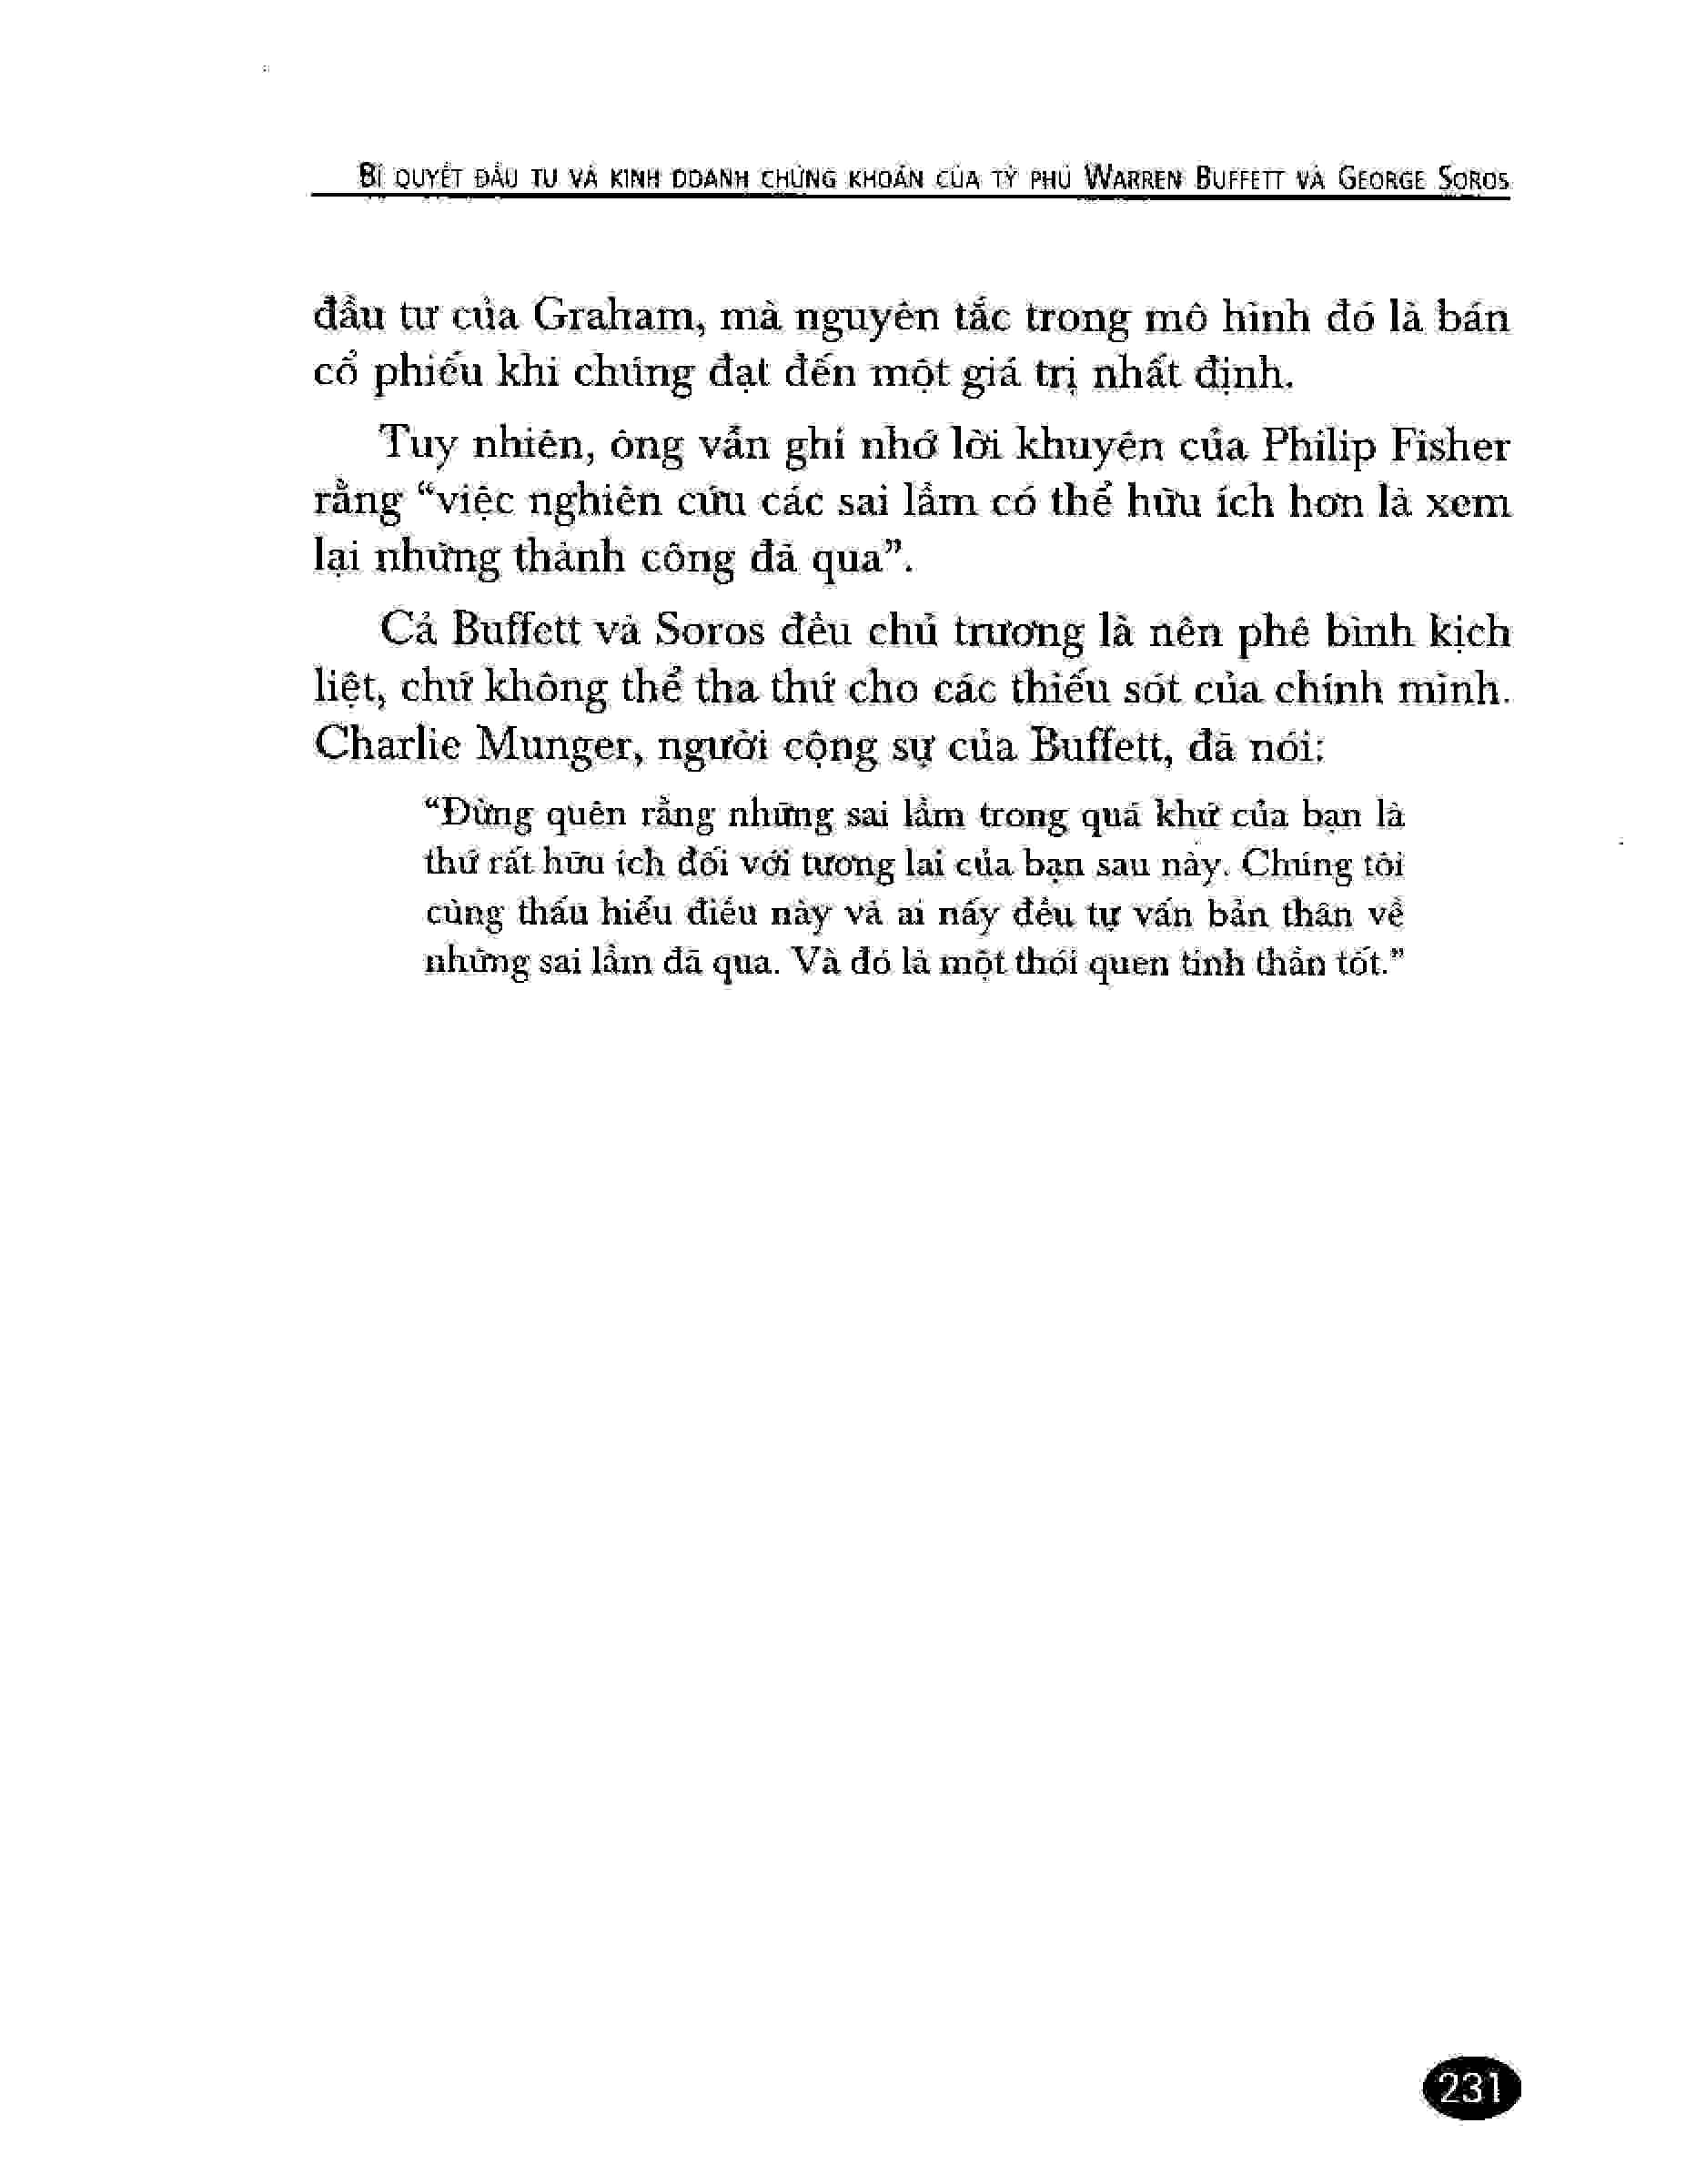 BÍ QUYẾT ĐẦU TƯ VÀ KINH DOANH CHỨNG KHOÁN CỦA TỶ PHÚ WARREN BUFFETT VÀ GEORGE SOROS
đầu tư của Graham, mà nguyên tắc trong mô hình đó là bán
cổ phiếu khi chúng đạt đến một giá trị nhất định.
Tuy nhiên, ông vẫn ghi nhớ lời khuyên của Philip Fisher
rằng “việc nghiên cứu các sai lầm có thể hữu ích hơn là xem
lại những thành công đã qua”.
Cả Buffett và Soros đều chủ trương là nên phê bình kịch
liệt, chứ không thể tha thứ cho các thiếu sót của chính mình.
Charlie Munger, người cộng sự của Buffett, đã nói:
“Đừng quên rằng những sai lầm trong quá khứ của bạn là
thứ rất hữu ích đối với tương lai của bạn sau này. Chúng tôi
cùng thấu hiểu điều này và ai nấy đều tự vấn bản thân về
những sai lầm đã qua. Và đó là một thói quen tinh thần tốt.”
231